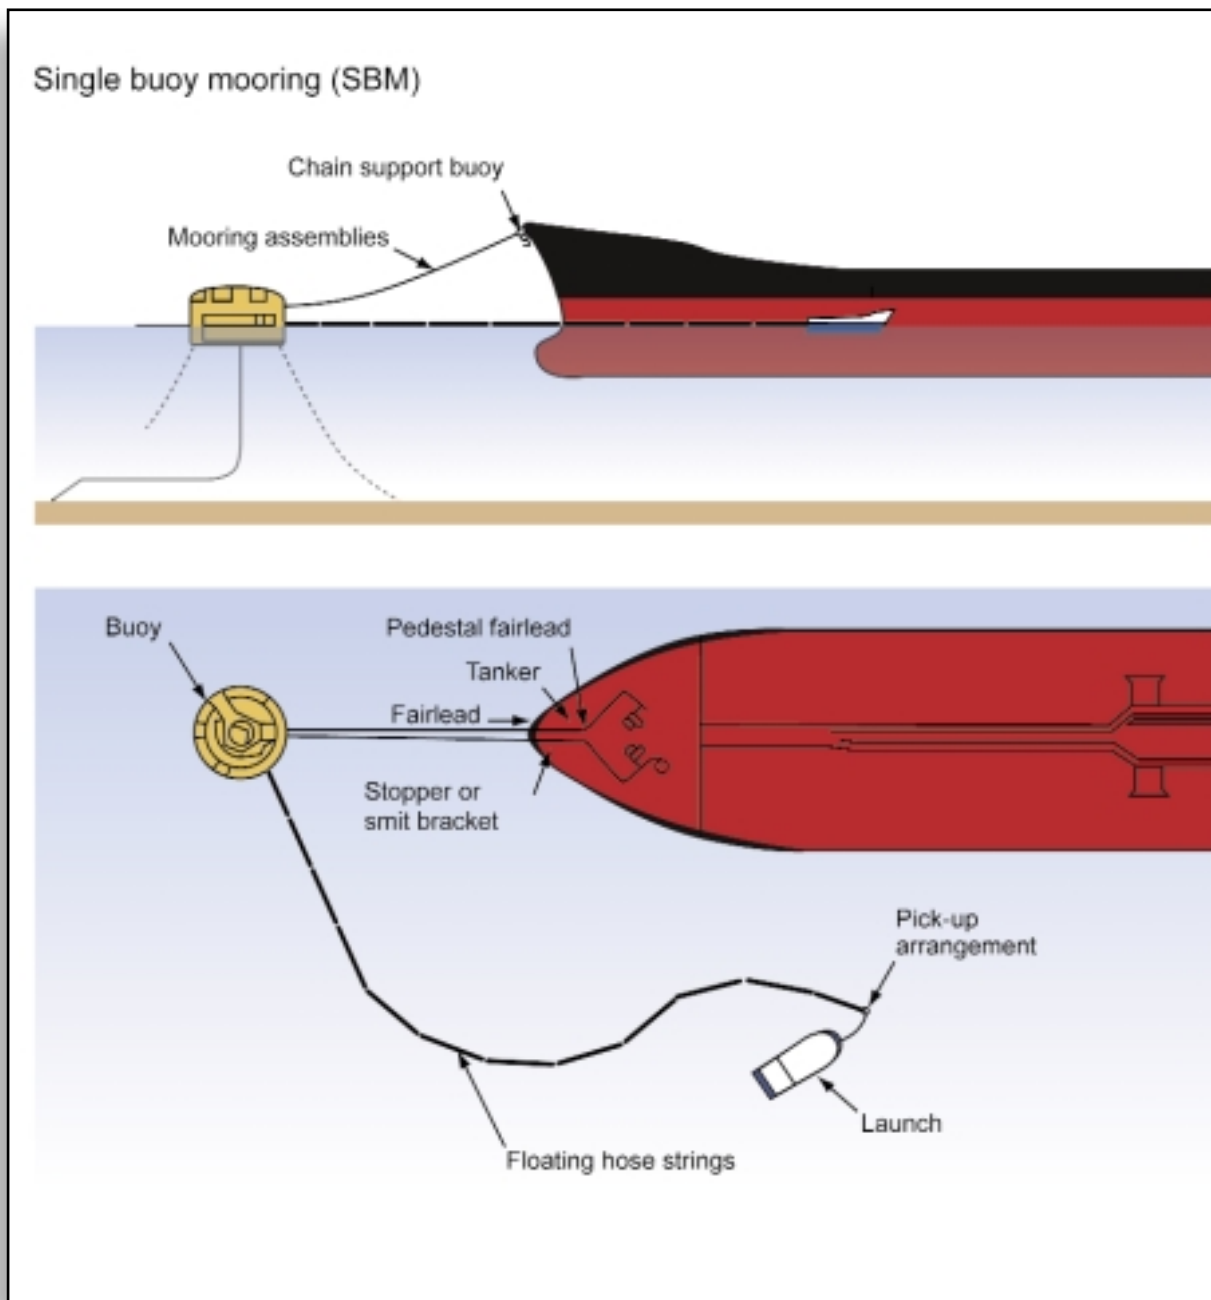 Single buoy mooring (SBM)
Chain support buoy
Mooring assemblies
Buoy
Pedestal fairlead
Tanker
Fairlead
Stopper or
smit bracket
Pick-up
arrangement
Launch
Floating hose strings